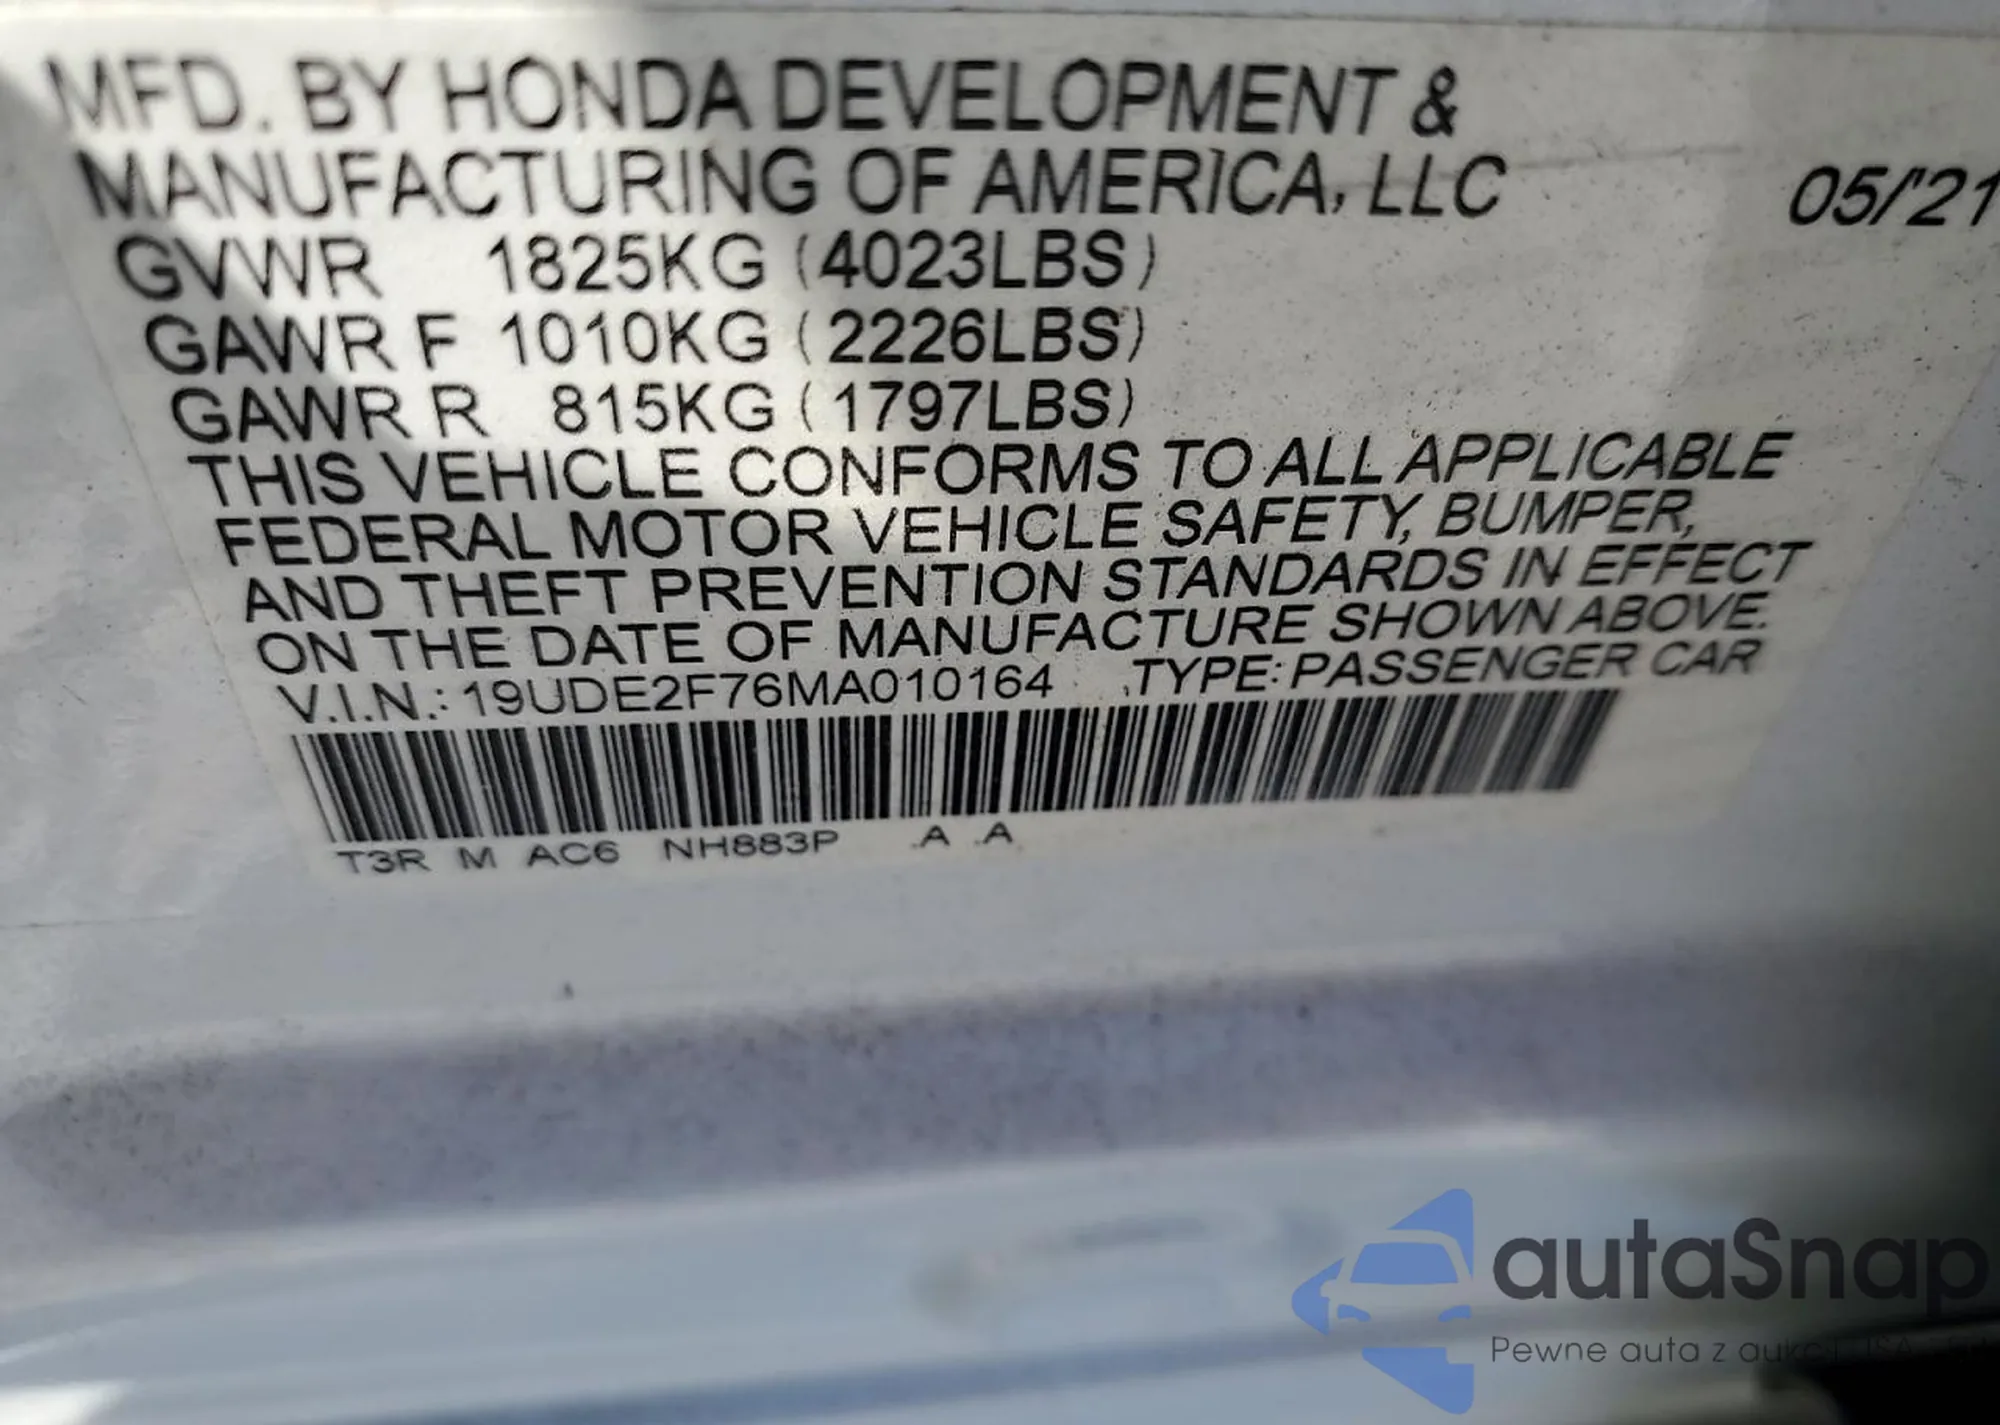 MFD. BY HONDA DEVELOPMENT &
MANUFACTURING OF AMERICA, LLC 05/'21
GVWR 1825KG (4023LBS)
GAWR F 1010KG (2226LBS)
GAWR R 815KG (1797LBS)
THIS VEHICLE CONFORMS TO ALL APPLICABLE
FEDERAL MOTOR VEHICLE SAFETY, BUMPER,
AND THEFT PREVENTION STANDARDS IN EFFECT
ON THE DATE OF MANUFACTURE SHOWN ABOVE.
V.I.N.: 19UDE2F76MA010164 TYPE: PASSENGER CAR
T3R M AC6 NH883P A A
autaSnap
Pewne auta z